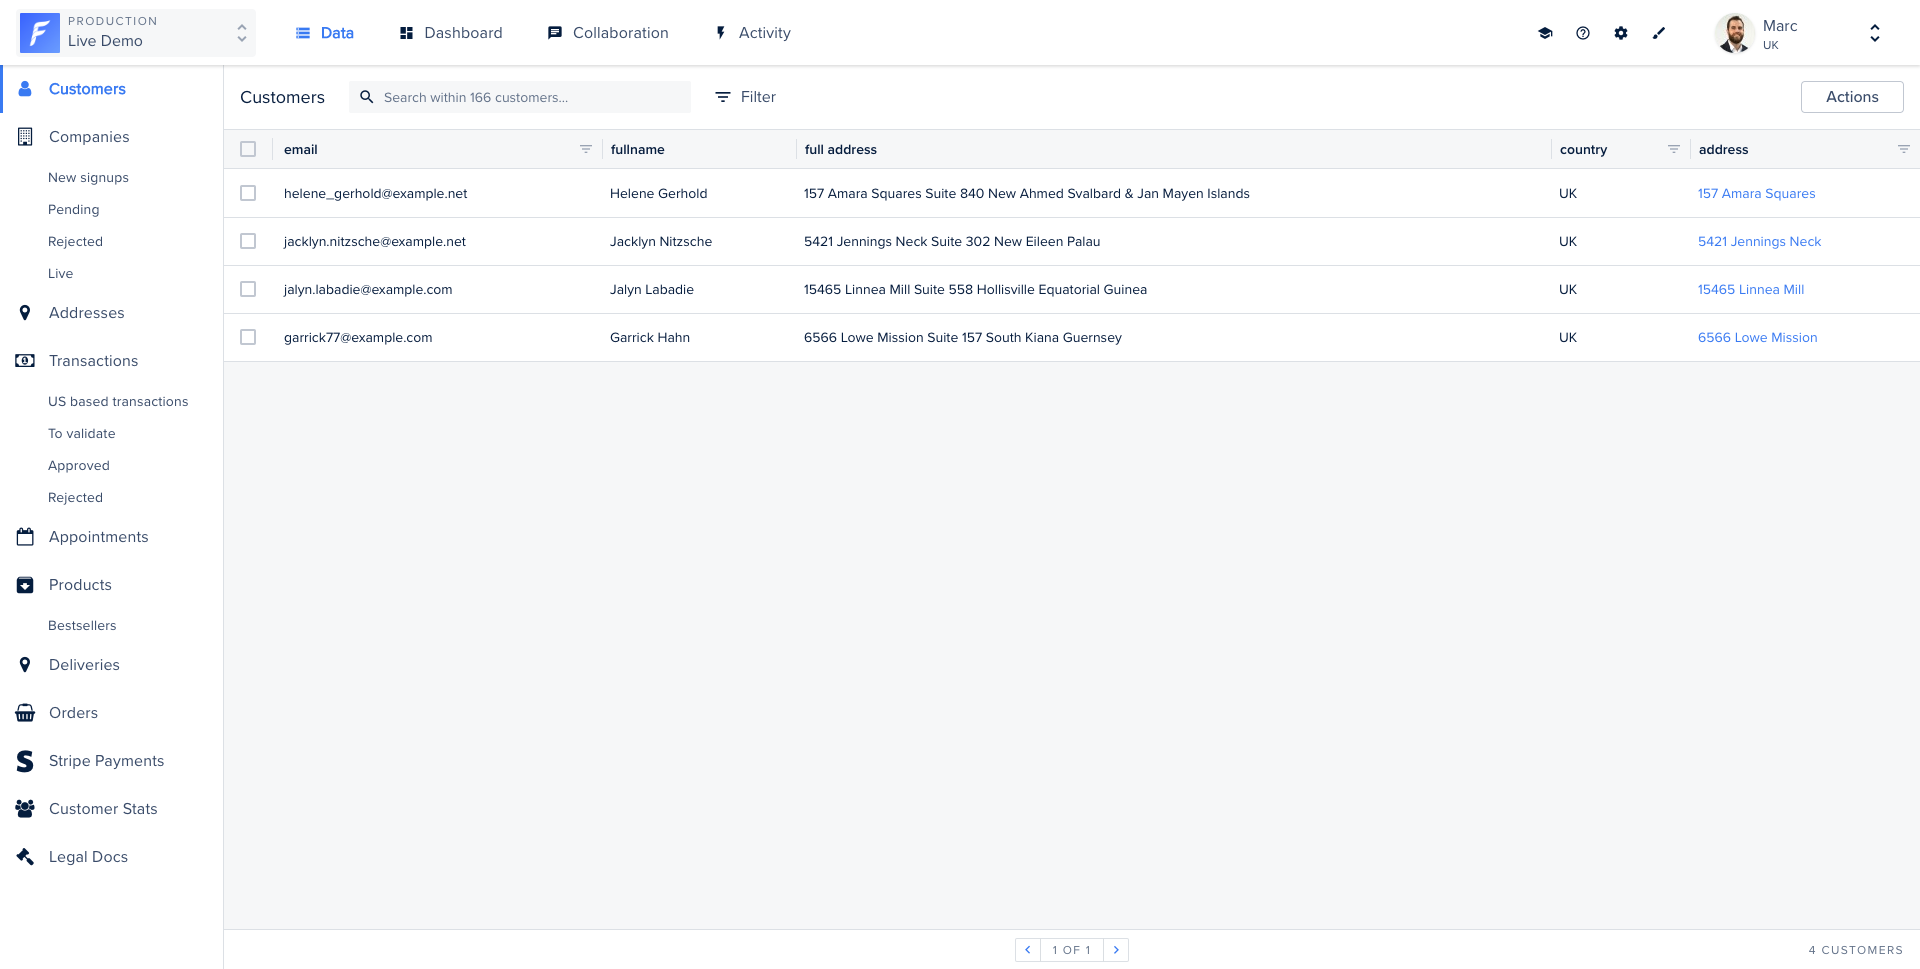 PRODUCTION
Live Demo
Data
Dashboard
Collaboration
Activity
Marc
UK
Customers
Companies
New signups
Pending
Rejected
Live
Addresses
Transactions
US based transactions
To validate
Approved
Rejected
Appointments
Products
Bestsellers
Deliveries
Orders
Stripe Payments
Customer Stats
Legal Docs
Customers
Search within 166 customers...
Filter
Actions
email fullname full address country address
helene_gerhold@example.net Helene Gerhold 157 Amara Squares Suite 840 New Ahmed Svalbard & Jan Mayen Islands UK 157 Amara Squares
jacklyn.nitzsche@example.net Jacklyn Nitzsche 5421 Jennings Neck Suite 302 New Eileen Palau UK 5421 Jennings Neck
jalyn.labadie@example.com Jalyn Labadie 15465 Linnea Mill Suite 558 Hollisville Equatorial Guinea UK 15465 Linnea Mill
garrick77@example.com Garrick Hahn 6566 Lowe Mission Suite 157 South Kiana Guernsey UK 6566 Lowe Mission
1 OF 1
4 CUSTOMERS